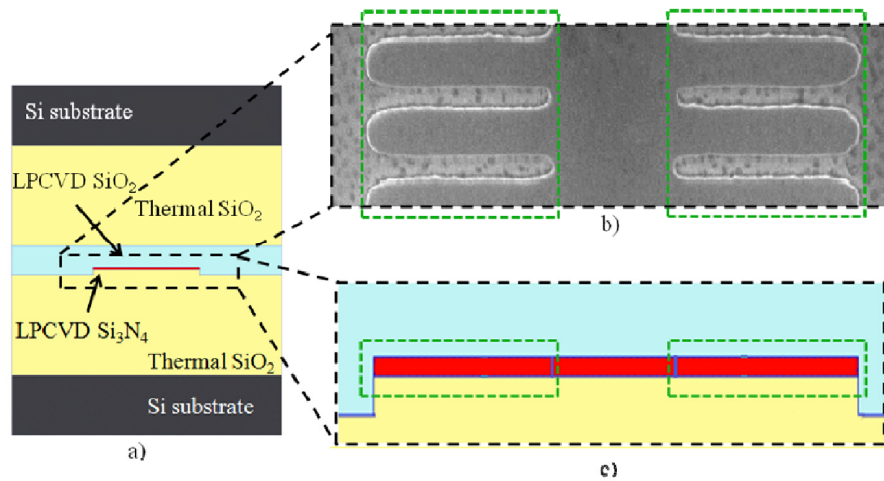 Si substrate
LPCVD SiO2
Thermal SiO2
LPCVD Si3N4
Thermal SiO2
Si substrate
a)
b)
c)